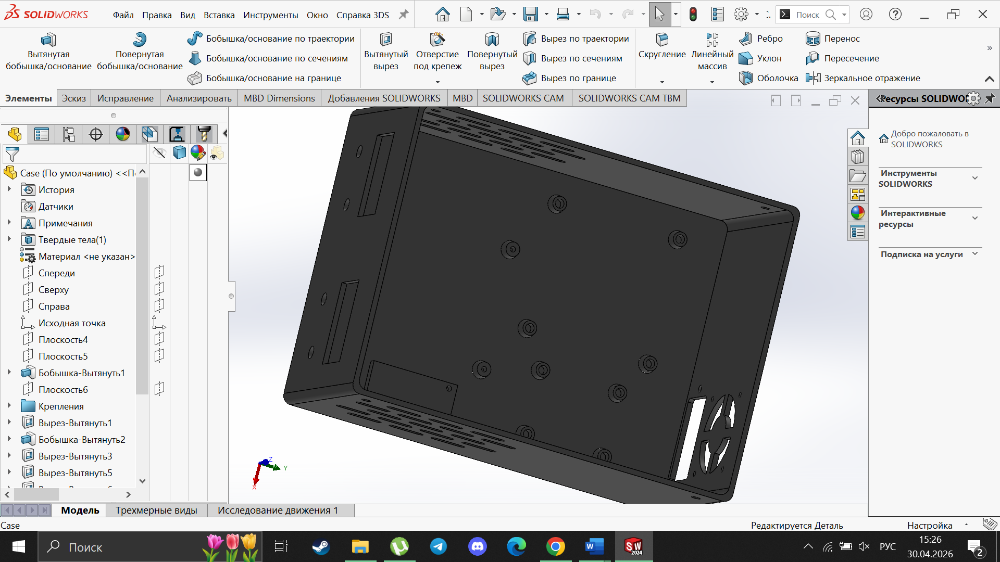 SOLIDWORKS
Файл Правка Вид Вставка Инструменты Окно Справка 3DS
Поиск
Вытянутая бобышка/основание
Повернутая бобышка/основание
Бобышка/основание по траектории
Бобышка/основание по сечениям
Бобышка/основание на границе
Вытянутый вырез
Отверстие под крепеж
Повернутый вырез
Вырез по траектории
Вырез по сечениям
Вырез по границе
Скругление
Линейный массив
Ребро
Уклон
Оболочка
Перенос
Пересечение
Зеркальное отражение
Элементы Эскиз Исправление Анализировать MBD Dimensions Добавления SOLIDWORKS MBD SOLIDWORKS CAM SOLIDWORKS CAM TBM
Case (По умолчанию) <<П
История
Датчики
Примечания
Твердые тела(1)
Материал <не указан>
Спереди
Сверху
Справа
Исходная точка
Плоскость4
Плоскость5
Бобышка-Вытянуть1
Плоскость6
Крепления
Вырез-Вытянуть1
Бобышка-Вытянуть2
Вырез-Вытянуть3
Вырез-Вытянуть5
Z
Y
X
есурсы SOLIDWO
Добро пожаловать в
SOLIDWORKS
Инструменты
SOLIDWORKS
Интерактивные
ресурсы
Подписка на услуги
Модель Трехмерные виды Исследование движения 1
Case
Редактируется Деталь
Настройка
Поиск
W
SW
2024
РУС
15:26
30.04.2026
2